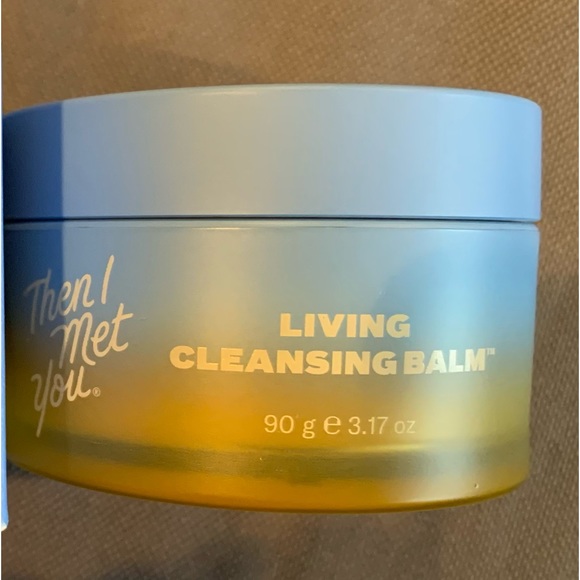 Then I
Met
You®
LIVING
CLEANSING BALM™
90 g e 3.17 oz